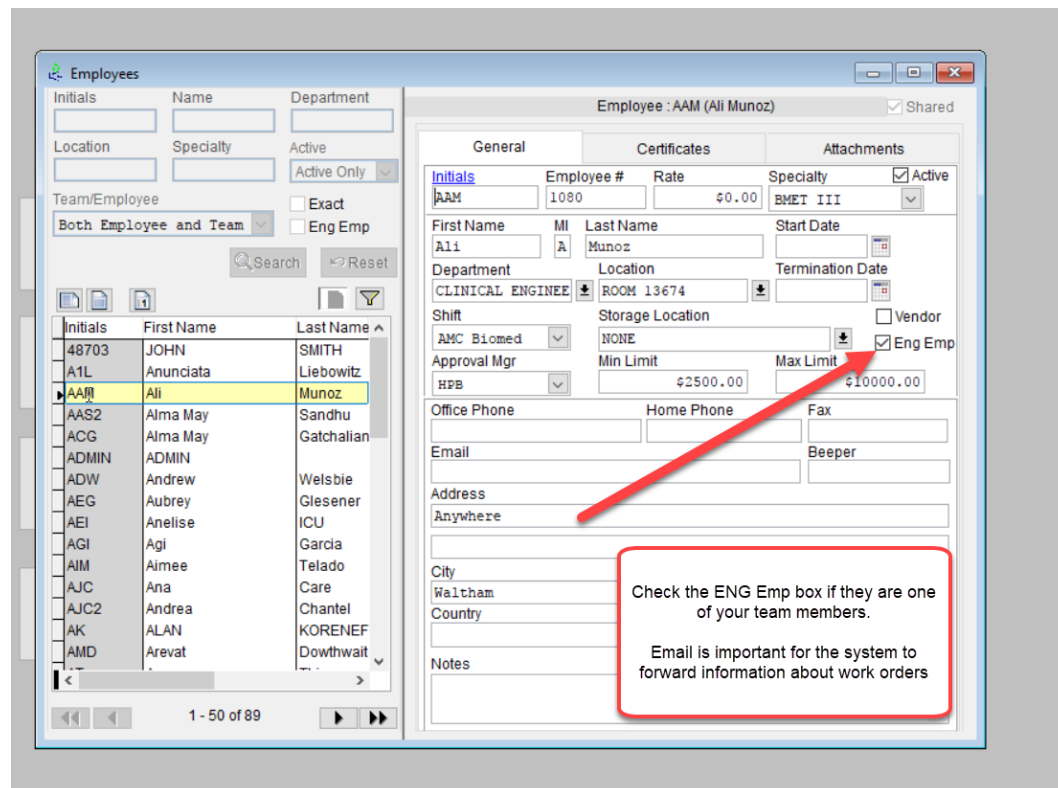 Employees
Initials Name Department
Location Specialty Active
Active Only
Team/Employee
Exact
Both Employee and Team
Eng Emp
Search Reset
1
Initials First Name Last Name
48703 JOHN SMITH
A1L Anunciata Liebowitz
AAM Ali Munoz
AAS2 Alma May Sandhu
ACG Alma May Gatchalian
ADMIN ADMIN
ADW Andrew Welsbie
AEG Aubrey Glesener
AEI Anelise ICU
AGI Agi Garcia
AIM Aimee Telado
AJC Ana Care
AJC2 Andrea Chantel
AK ALAN KORENEF
AMD Arevat Dowthwait
1 - 50 of 89
Employee : AAM (Ali Munoz) Shared
General Certificates Attachments
Initials Employee # Rate Specialty Active
AAM 1080 $0.00 BMET III
First Name MI Last Name Start Date
Ali A Munoz
Department Location Termination Date
CLINICAL ENGINEE ROOM 13674
Shift Storage Location Vendor
AMC Biomed NONE Eng Emp
Approval Mgr Min Limit Max Limit
HPB $2500.00 $10000.00
Office Phone Home Phone Fax
Email Beeper
Address
Anywhere
City
Waltham
Country
Notes
Check the ENG Emp box if they are one
of your team members.
Email is important for the system to
forward information about work orders